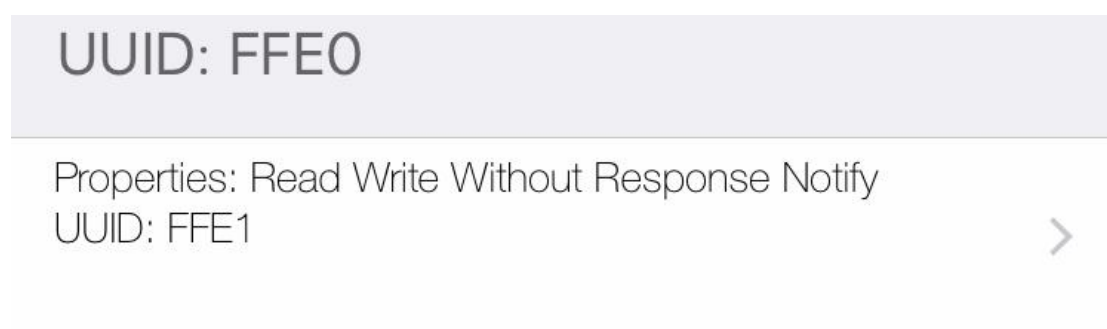 UUID: FFE0
Properties: Read Write Without Response Notify
UUID: FFE1